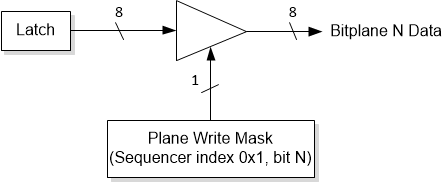 8
8
Latch
Bitplane N Data
1
Plane Write Mask
(Sequencer index 0x1, bit N)